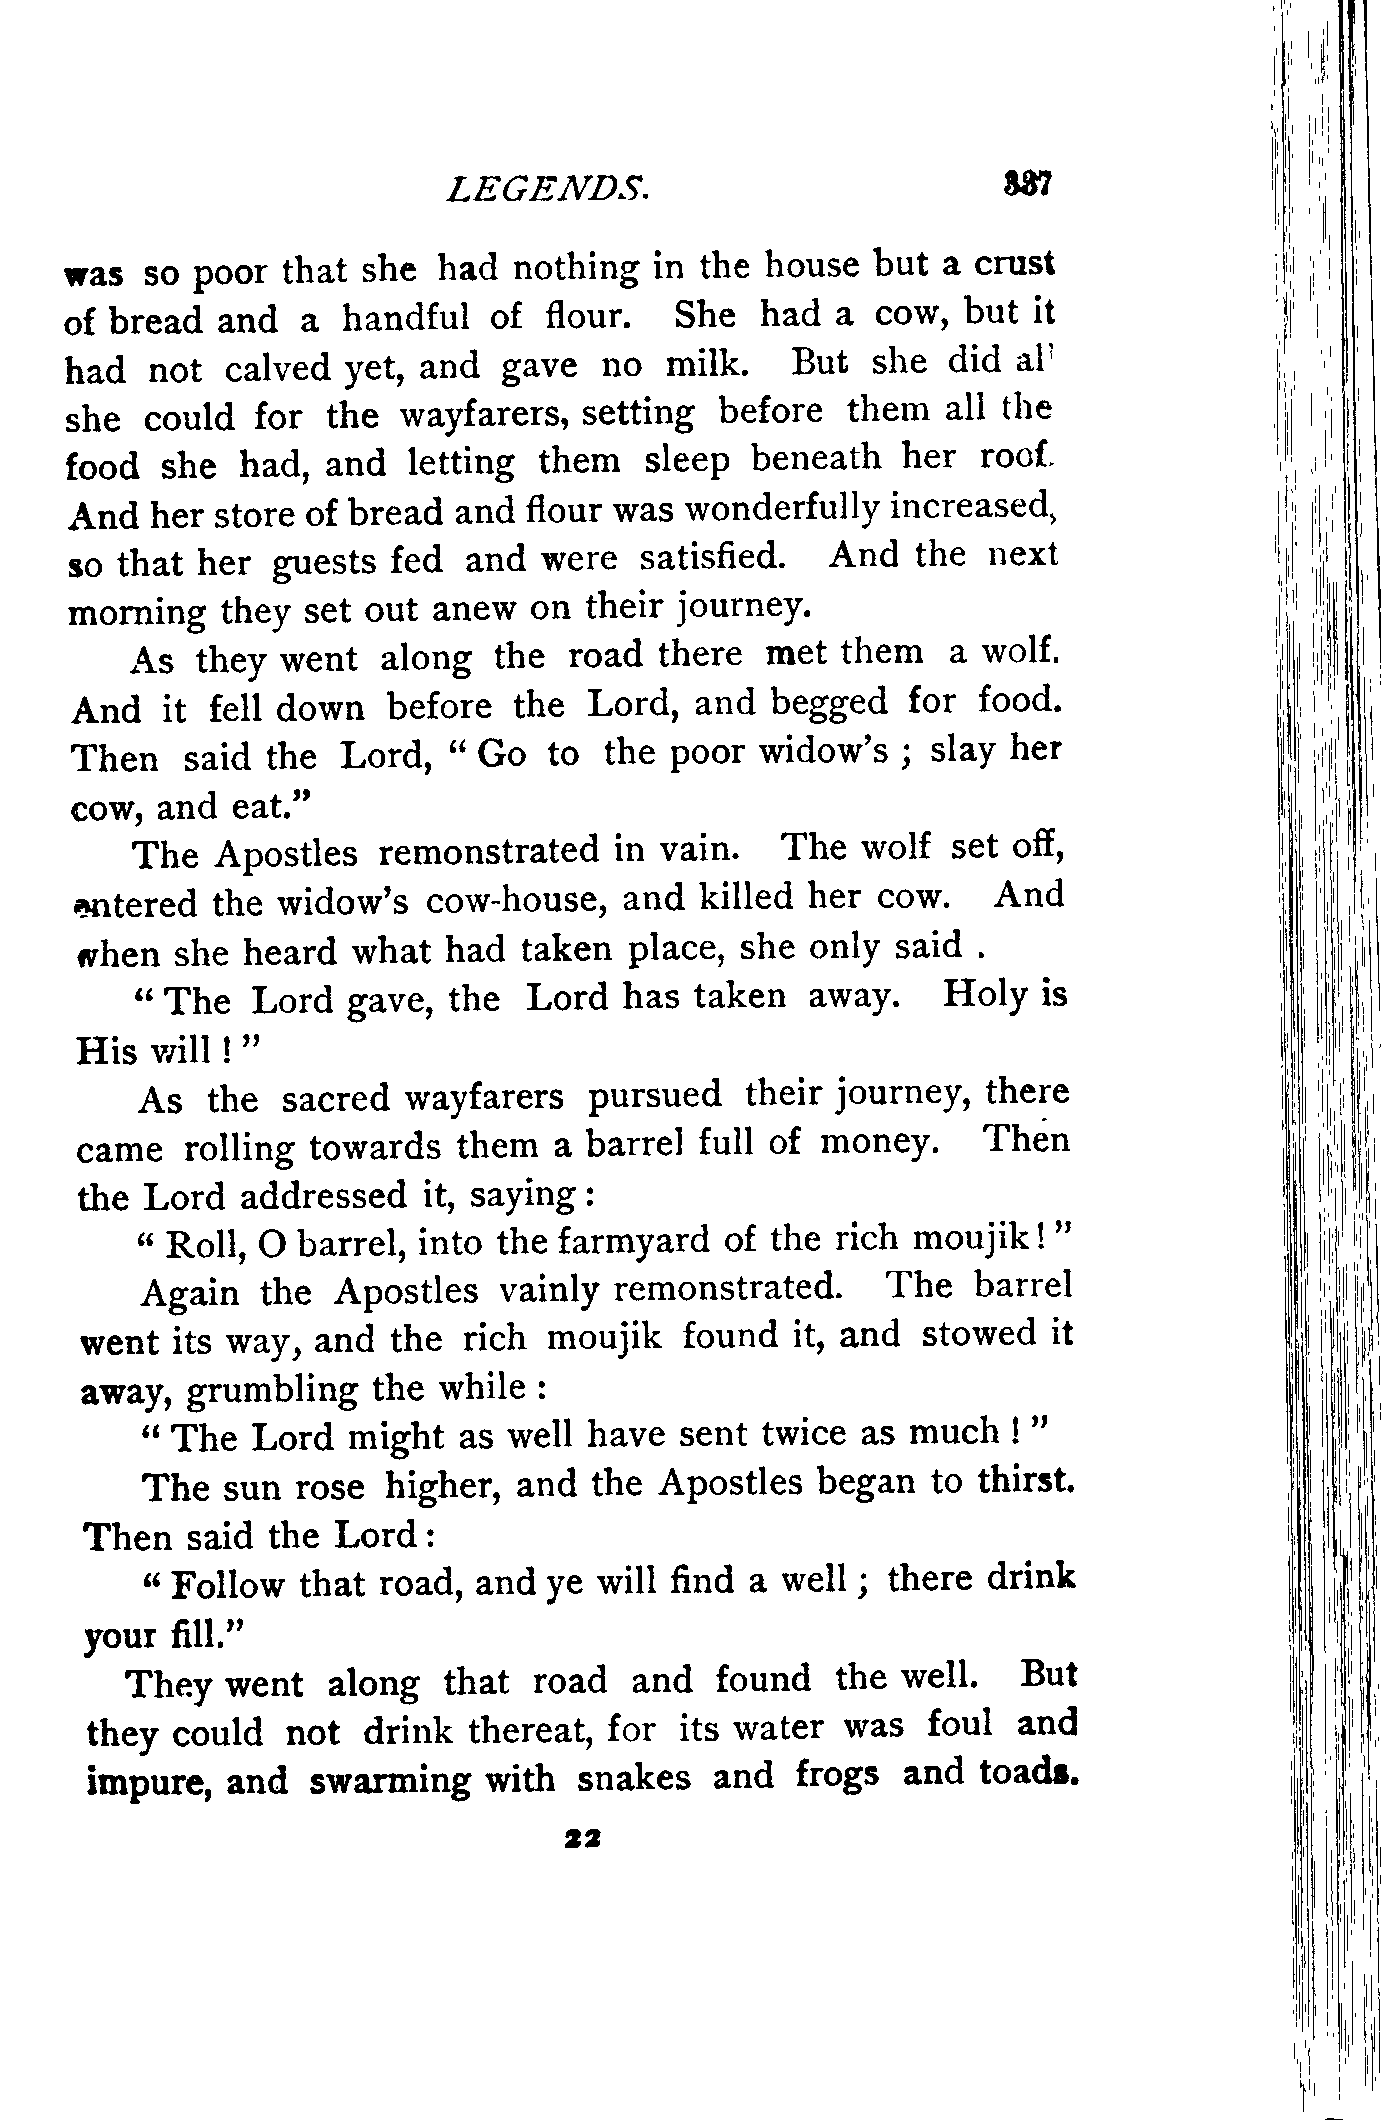 LEGENDS. 337
was so poor that she had nothing in the house but a crust
of bread and a handful of flour. She had a cow, but it
had not calved yet, and gave no milk. But she did all
she could for the wayfarers, setting before them all the
food she had, and letting them sleep beneath her roof.
And her store of bread and flour was wonderfully increased,
so that her guests fed and were satisfied. And the next
morning they set out anew on their journey.
As they went along the road there met them a wolf.
And it fell down before the Lord, and begged for food.
Then said the Lord, “ Go to the poor widow’s ; slay her
cow, and eat.”
The Apostles remonstrated in vain. The wolf set off,
entered the widow’s cow-house, and killed her cow. And
when she heard what had taken place, she only said .
“ The Lord gave, the Lord has taken away. Holy is
His will ! ”
As the sacred wayfarers pursued their journey, there
came rolling towards them a barrel full of money. Then
the Lord addressed it, saying :
“ Roll, O barrel, into the farmyard of the rich moujik ! ”
Again the Apostles vainly remonstrated. The barrel
went its way, and the rich moujik found it, and stowed it
away, grumbling the while :
“ The Lord might as well have sent twice as much ! ”
The sun rose higher, and the Apostles began to thirst.
Then said the Lord :
“ Follow that road, and ye will find a well ; there drink
your fill.”
They went along that road and found the well. But
they could not drink thereat, for its water was foul and
impure, and swarming with snakes and frogs and toads.
22